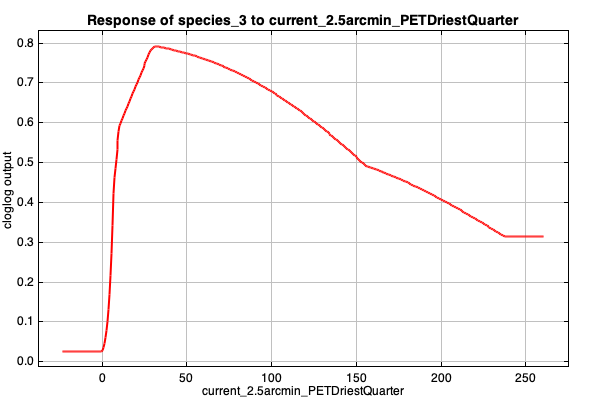 Response of species_3 to current_2.5arcmin_PETDriestQuarter
cloglog output
0.8
0.7
0.6
0.5
0.4
0.3
0.2
0.1
0.0
0 50 100 150 200 250
current_2.5arcmin_PETDriestQuarter